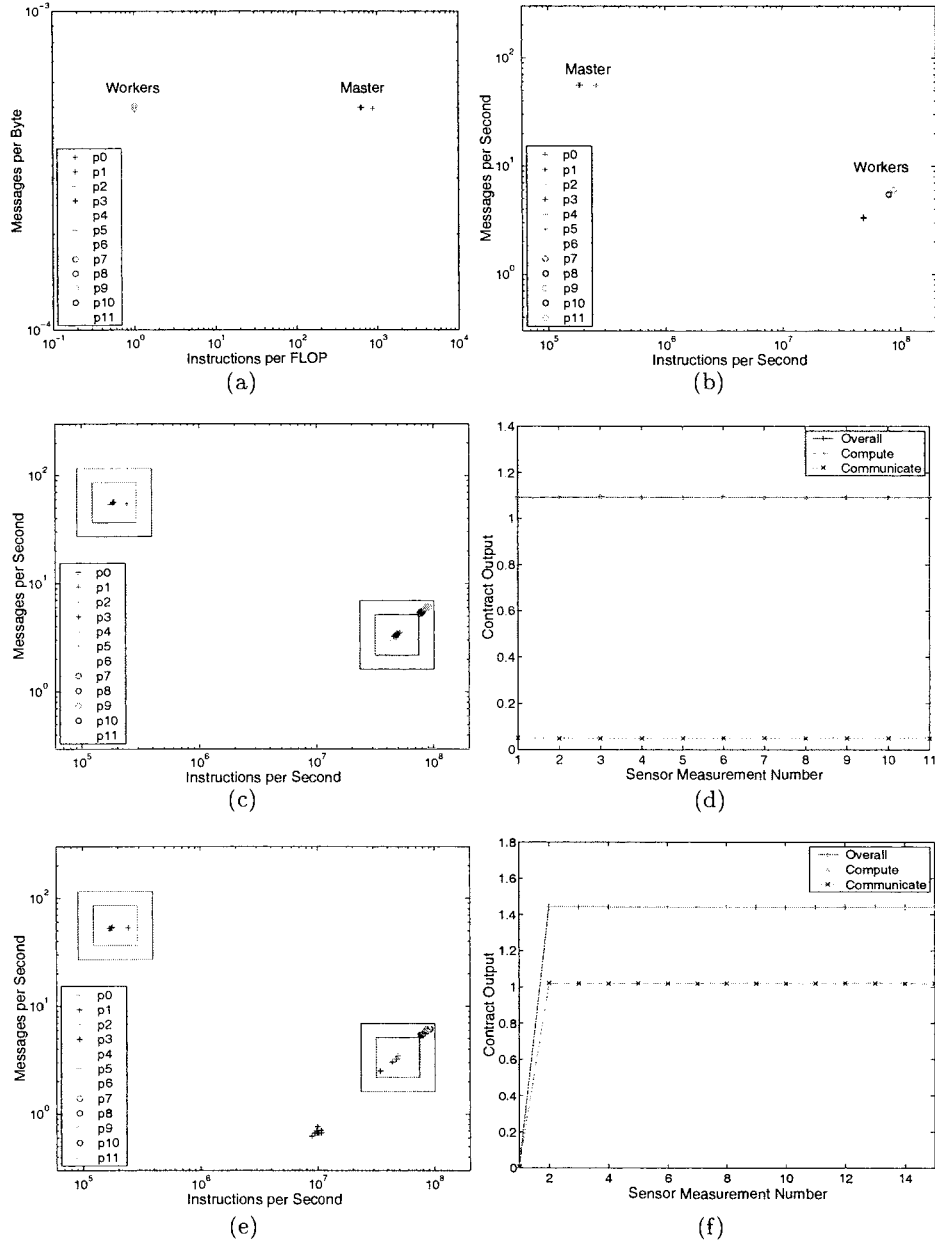 10^-3
Workers
Master
Messages per Byte
p0
p1
p2
p3
p4
p5
p6
p7
p8
p9
p10
p11
10^-4
10^-1
10^0
10^1
10^2
10^3
10^4
Instructions per FLOP
(a)
10^2
Master
Messages per Second
10^1
Workers
p0
p1
p2
p3
p4
p5
p6
p7
p8
p9
p10
p11
10^0
10^5
10^6
10^7
10^8
Instructions per Second
(b)
10^2
Messages per Second
10^1
p0
p1
p2
p3
p4
p5
p6
p7
p8
p9
p10
p11
10^0
10^5
10^6
10^7
10^8
Instructions per Second
(c)
1.4
Overall
Compute
Communicate
1.2
1
0.8
Contract Output
0.6
0.4
0.2
0
1
2
3
4
5
6
7
8
9
10
11
Sensor Measurement Number
(d)
10^2
Messages per Second
10^1
p0
p1
p2
p3
p4
p5
p6
p7
p8
p9
p10
p11
10^0
10^5
10^6
10^7
10^8
Instructions per Second
(e)
1.8
Overall
Compute
Communicate
1.6
1.4
1.2
1
Contract Output
0.8
0.6
0.4
0.2
0
2
4
6
8
10
12
14
Sensor Measurement Number
(f)